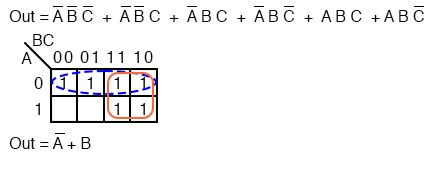 Out = A̅ B̅ C̅ + A̅ B̅ C + A̅ B C + A̅ B C̅ + A B C + A B C̅
BC
A 00 01 11 10
0 1 1 1 1
1 1 1
Out = A̅ + B